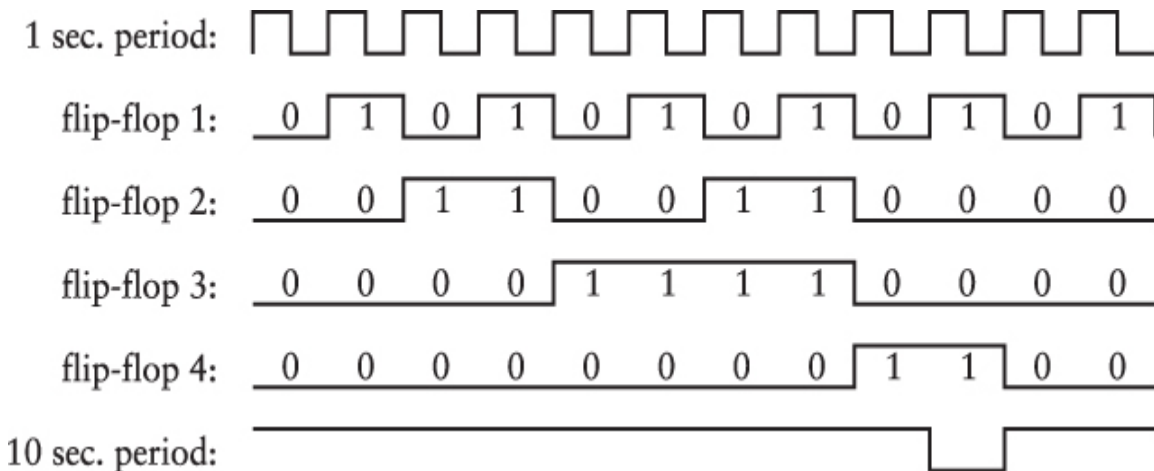 1 sec. period:
flip-flop 1: 0 1 0 1 0 1 0 1 0 1 0 1
flip-flop 2: 0 0 1 1 0 0 1 1 0 0 0 0
flip-flop 3: 0 0 0 0 1 1 1 1 0 0 0 0
flip-flop 4: 0 0 0 0 0 0 0 0 1 1 0 0
10 sec. period: